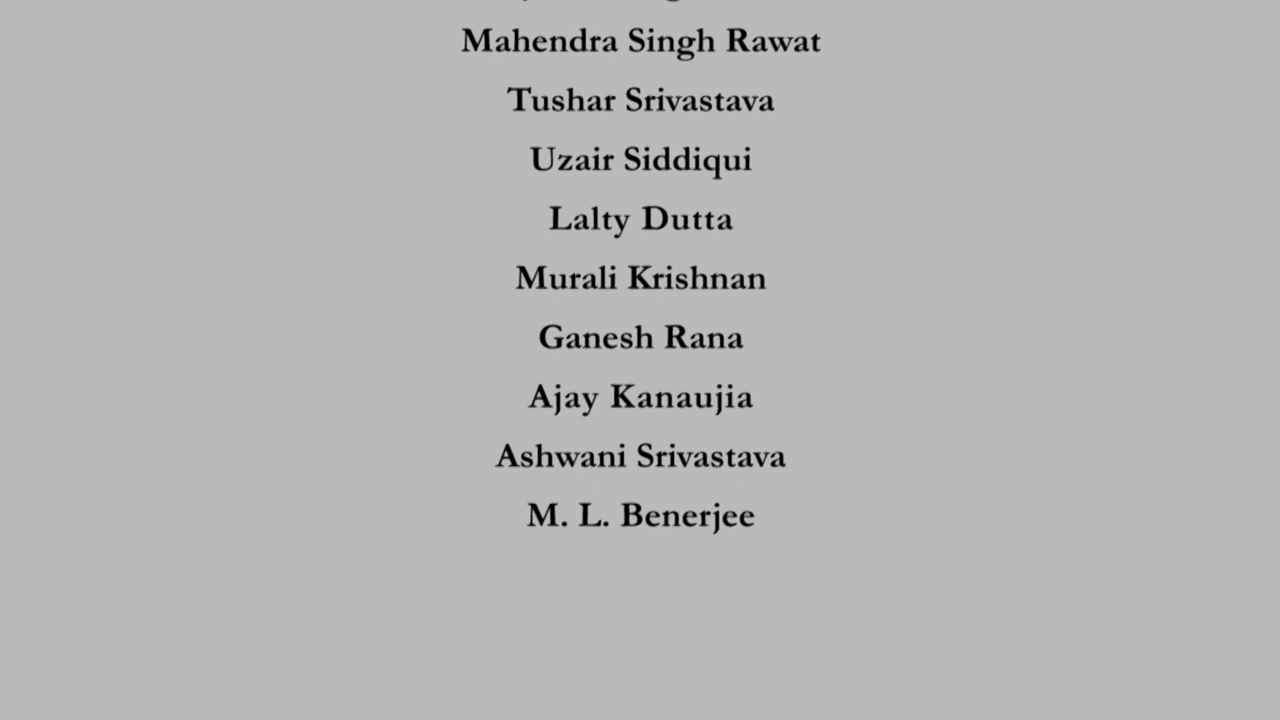 Mahendra Singh Rawat
Tushar Srivastava
Uzair Siddiqui
Lalty Dutta
Murali Krishnan
Ganesh Rana
Ajay Kanaujia
Ashwani Srivastava
M. L. Benerjee